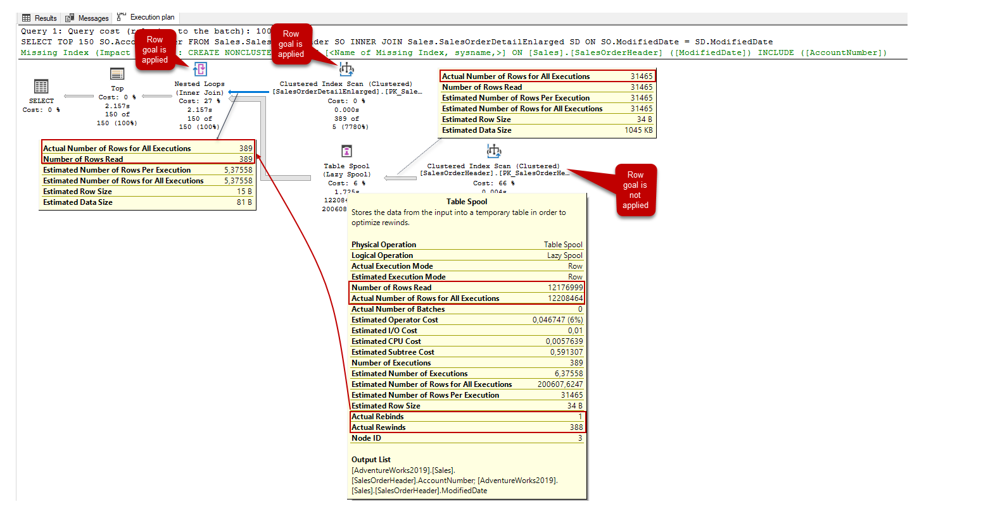 Results Messages Execution plan
Query 1: Query cost (r to the batch): 100
SELECT TOP 150 SO.Acco er FROM Sales.Sales der SO INNER JOIN Sales.SalesOrderDetailEnlarged SD ON SO.ModifiedDate = SD.ModifiedDate
Missing Index (Impact : CREATE NONCLUSTE [<Name of Missing Index, sysname,>] ON [Sales].[SalesOrderHeader] ([ModifiedDate]) INCLUDE ([AccountNumber])
Row
goal is
applied
Row
goal is
applied
SELECT
Cost: 0 %
Top
Cost: 0 %
2.157s
150 of
150 (100%)
Nested Loops
(Inner Join)
Cost: 27 %
2.157s
150 of
150 (100%)
Clustered Index Scan (Clustered)
[SalesOrderDetailEnlarged].[PK_Sale…
Cost: 0 %
0.000s
389 of
5 (7780%)
Actual Number of Rows for All Executions 31465
Number of Rows Read 31465
Estimated Number of Rows Per Execution 31465
Estimated Number of Rows for All Executions 31465
Estimated Row Size 34 B
Estimated Data Size 1045 KB
Actual Number of Rows for All Executions 389
Number of Rows Read 389
Estimated Number of Rows Per Execution 5,37558
Estimated Number of Rows for All Executions 5,37558
Estimated Row Size 15 B
Estimated Data Size 81 B
Table Spool
(Lazy Spool)
Cost: 6 %
1.725s
12208
200608
Clustered Index Scan (Clustered)
[SalesOrderHeader].[PK_SalesOrderHe…
Cost: 66 %
0.004s
Row
goal is
not
applied
Table Spool
Stores the data from the input into a temporary table in order to
optimize rewinds.
Physical Operation Table Spool
Logical Operation Lazy Spool
Actual Execution Mode Row
Estimated Execution Mode Row
Number of Rows Read 12176999
Actual Number of Rows for All Executions 12208464
Actual Number of Batches 0
Estimated Operator Cost 0,046747 (6%)
Estimated I/O Cost 0,01
Estimated CPU Cost 0,0057639
Estimated Subtree Cost 0,591307
Number of Executions 389
Estimated Number of Executions 6,37558
Estimated Number of Rows for All Executions 200607,6247
Estimated Number of Rows Per Execution 31465
Estimated Row Size 34 B
Actual Rebinds 1
Actual Rewinds 388
Node ID 3
Output List
[AdventureWorks2019].[Sales].
[SalesOrderHeader].AccountNumber; [AdventureWorks2019].
[Sales].[SalesOrderHeader].ModifiedDate